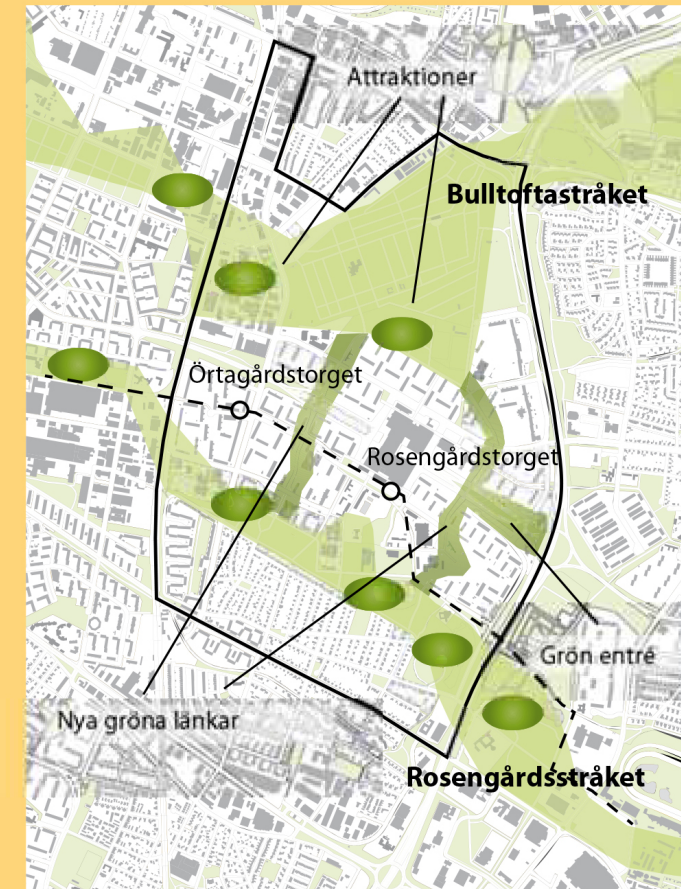 Attraktioner
Bulltoftastråket
Örtagårdstorget
Rosengårdstorget
Grön entré
Nya gröna länkar
Rosengårdsstråket